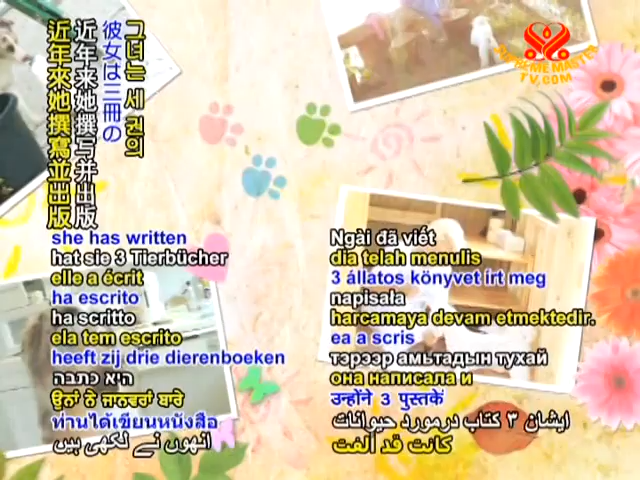 그녀는 세 권의
彼女は三冊の
近年来她撰写并出版
近年來她撰寫並出版
SUPREME MASTER
TV.COM
she has written
hat sie 3 Tierbücher
elle a écrit
ha escrito
ha scritto
ela tem escrito
heeft zij drie dierenboeken
היא כתבה
ਉਨਾਂ ਨੇ ਜਾਨਵਰਾਂ ਬਾਰੇ
ท่านได้เขียนหนังสือ
انھوں نے لکھی ہیں
Ngài đã viết
dia telah menulis
3 állatos könyvet írt meg
napisała
harcamaya devam etmektedir.
ea a scris
тэрээр амьтадын тухай
она написала и
उन्होंने 3 पुस्तकें
ایشان ۳ کتاب درمورد حیوانات
كانت قد ألفت